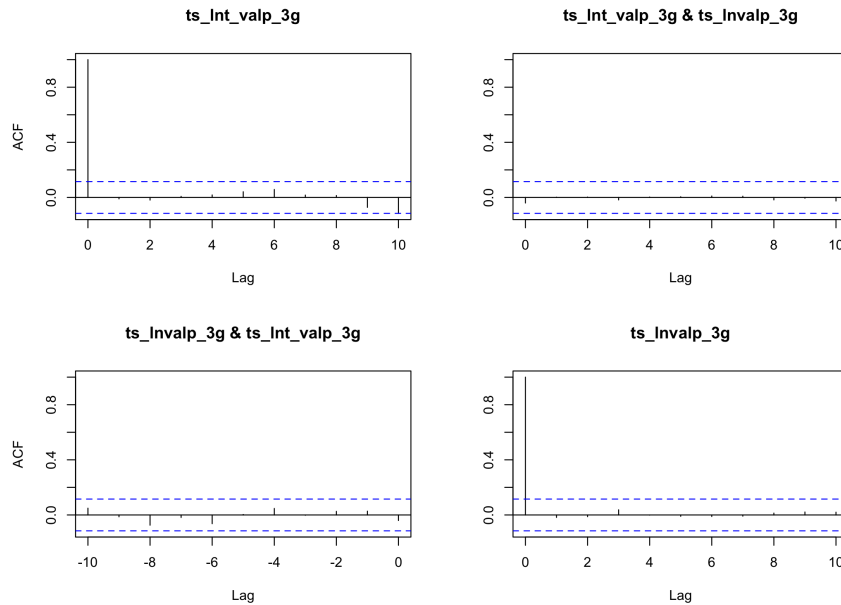 ts_lnt_valp_3g
ts_lnt_valp_3g & ts_lnvalp_3g
ACF
0.0 0.4 0.8
0 2 4 6 8 10
Lag
0.0 0.4 0.8
0 2 4 6 8 10
Lag
ts_lnvalp_3g & ts_lnt_valp_3g
ts_lnvalp_3g
ACF
0.0 0.4 0.8
-10 -8 -6 -4 -2 0
Lag
0.0 0.4 0.8
0 2 4 6 8 10
Lag